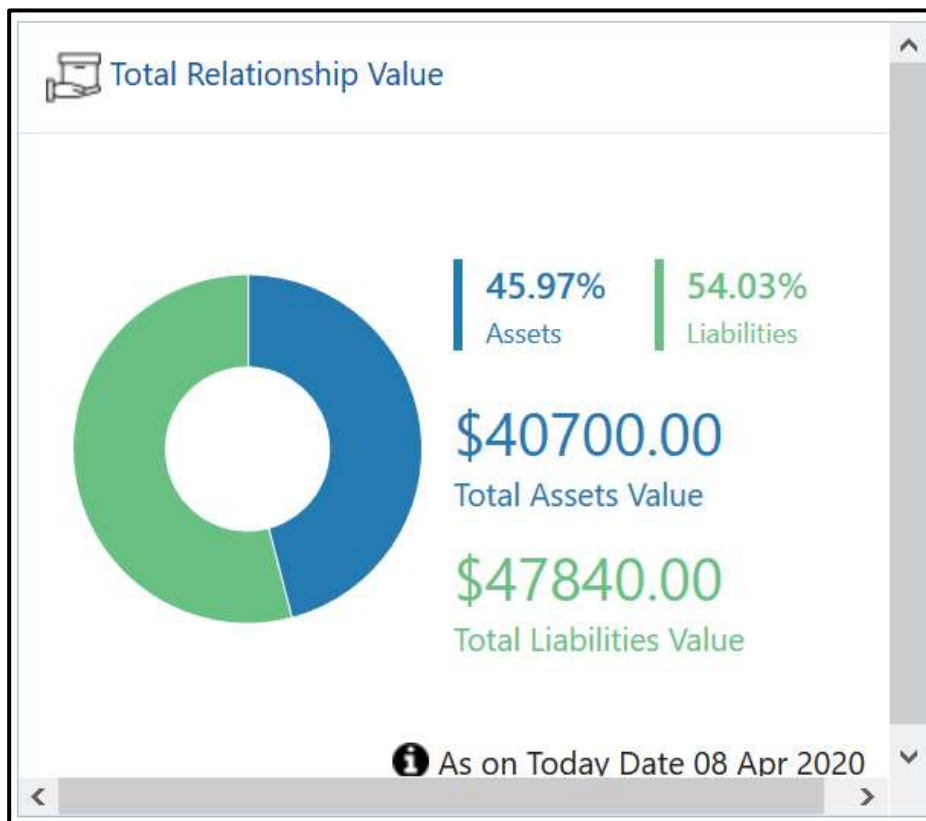 Total Relationship Value
45.97% 54.03%
Assets Liabilities
$40700.00
Total Assets Value
$47840.00
Total Liabilities Value
As on Today Date 08 Apr 2020